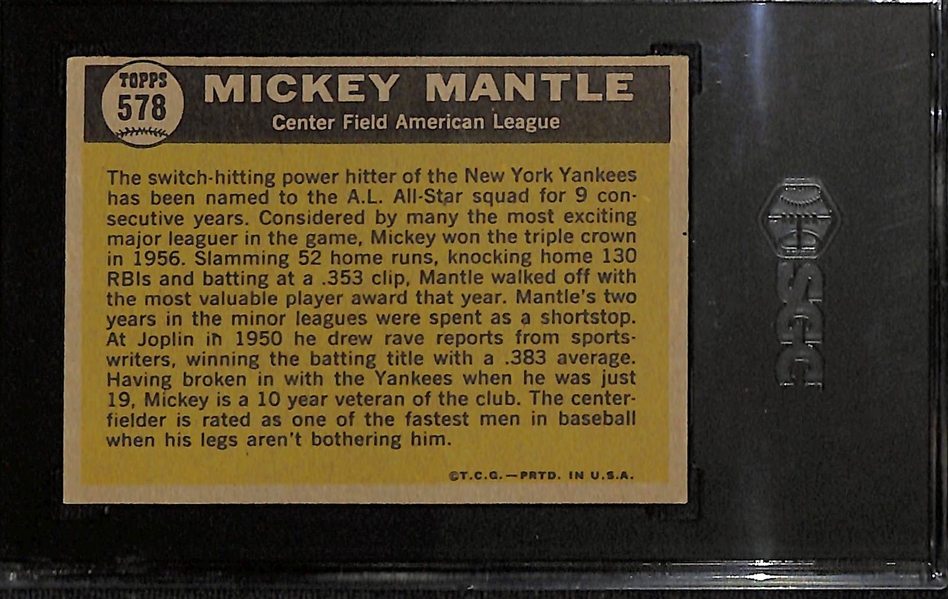 TOPPS
578
MICKEY MANTLE
Center Field American League
The switch-hitting power hitter of the New York Yankees
has been named to the A.L. All-Star squad for 9 con-
secutive years. Considered by many the most exciting
major leaguer in the game, Mickey won the triple crown
in 1956. Slamming 52 home runs, knocking home 130
RBIs and batting at a .353 clip, Mantle walked off with
the most valuable player award that year. Mantle's two
years in the minor leagues were spent as a shortstop.
At Joplin in 1950 he drew rave reports from sports-
writers, winning the batting title with a .383 average.
Having broken in with the Yankees when he was just
19, Mickey is a 10 year veteran of the club. The center-
fielder is rated as one of the fastest men in baseball
when his legs aren't bothering him.
©T.C.G.—PRTD. IN U.S.A.
SGC